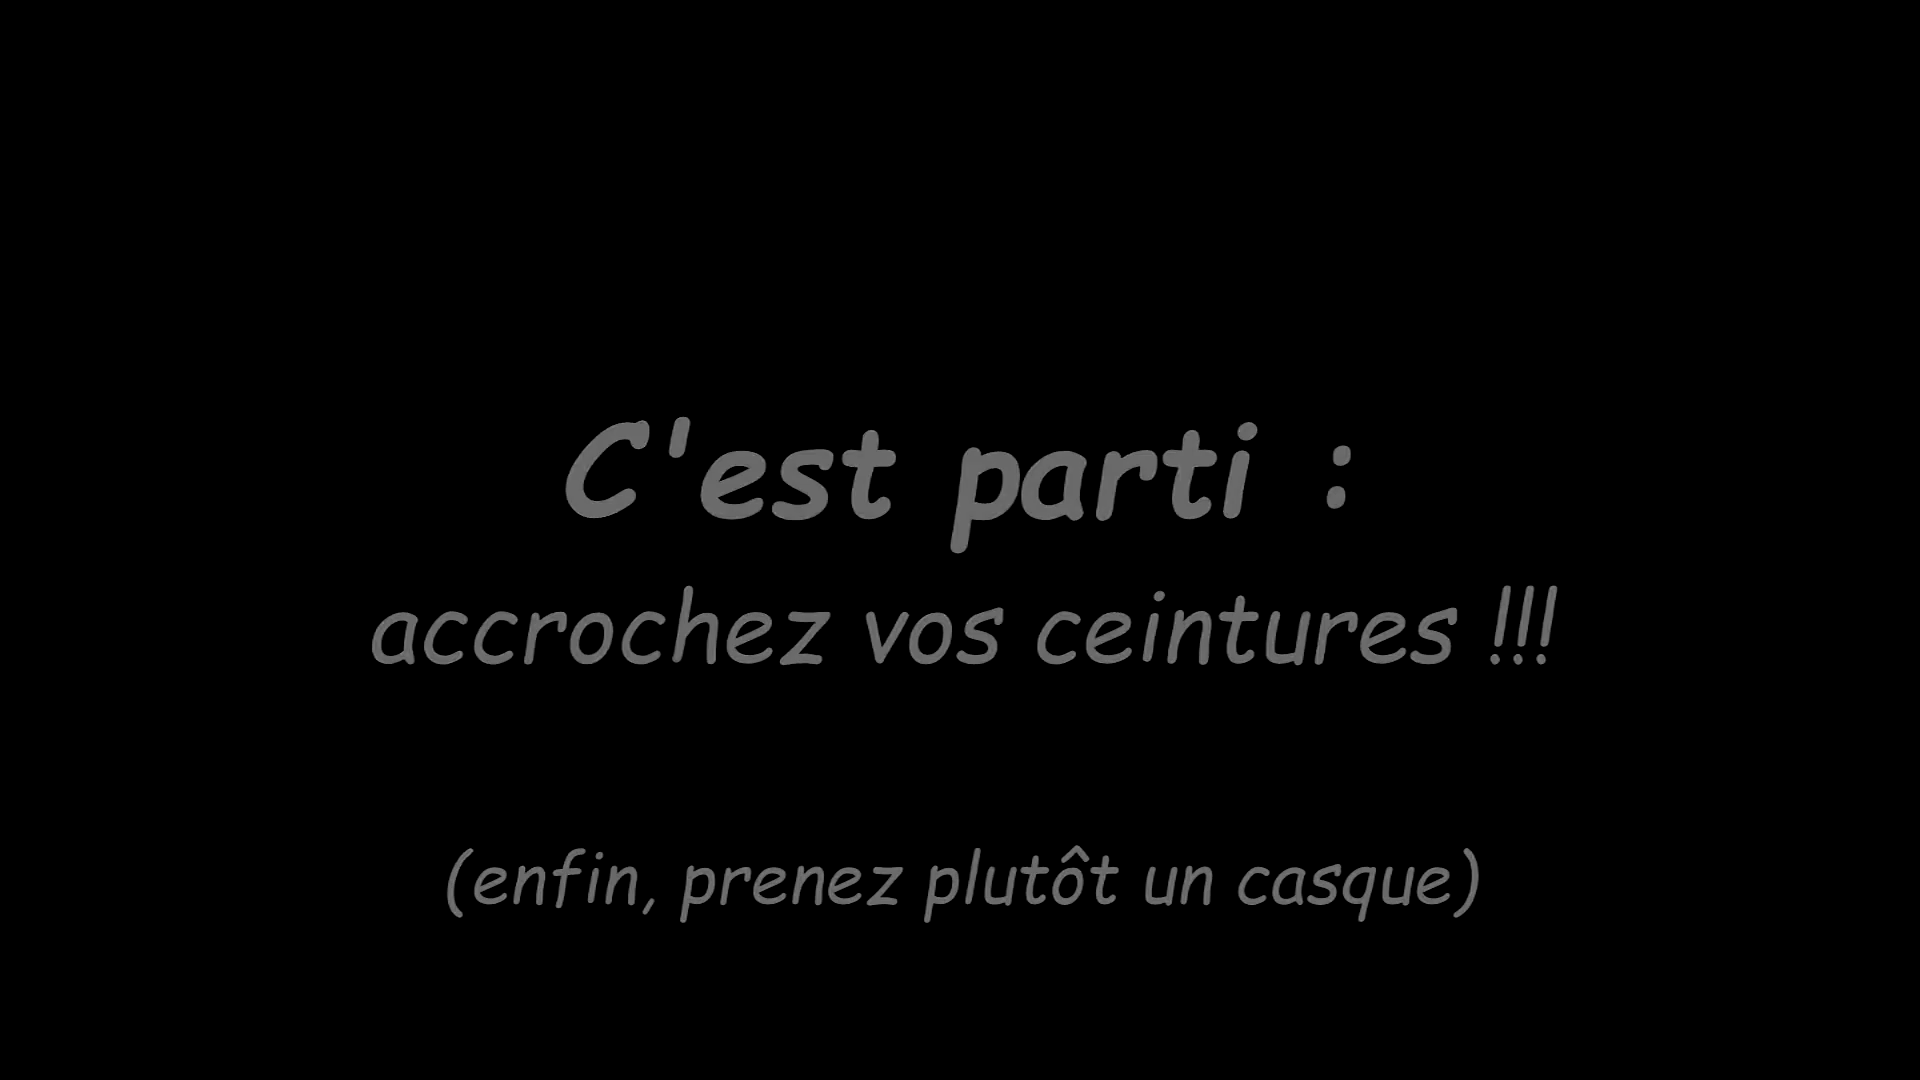 C'est parti :
accrochez vos ceintures !!!
(enfin, prenez plutôt un casque)